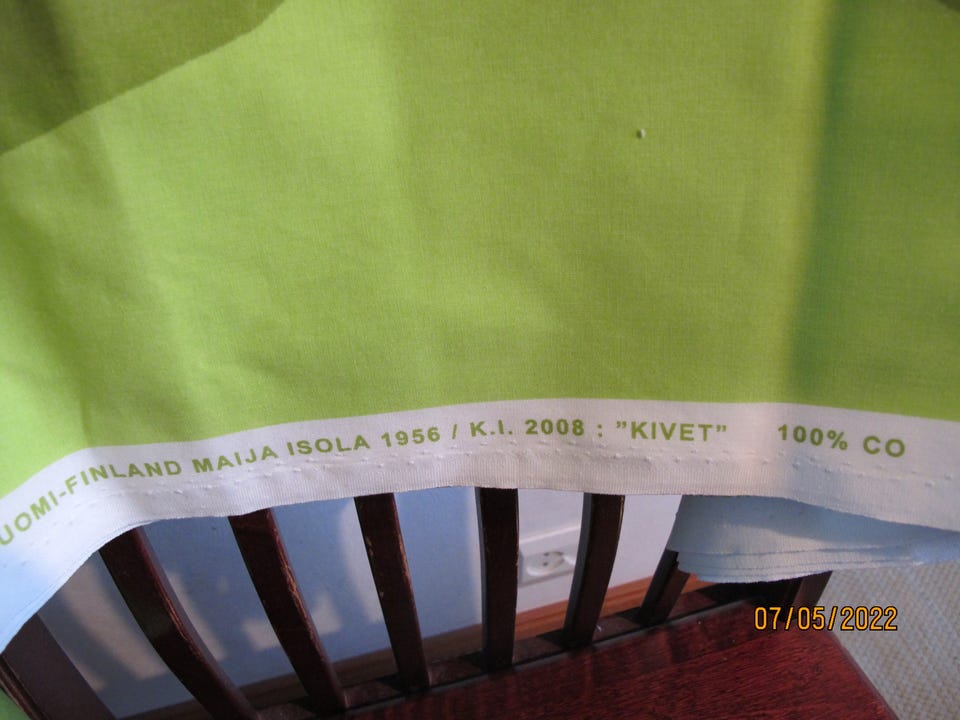 UOMI-FINLAND MAIJA ISOLA 1956 / K.I. 2008 : "KIVET" 100% CO
07/05/2022